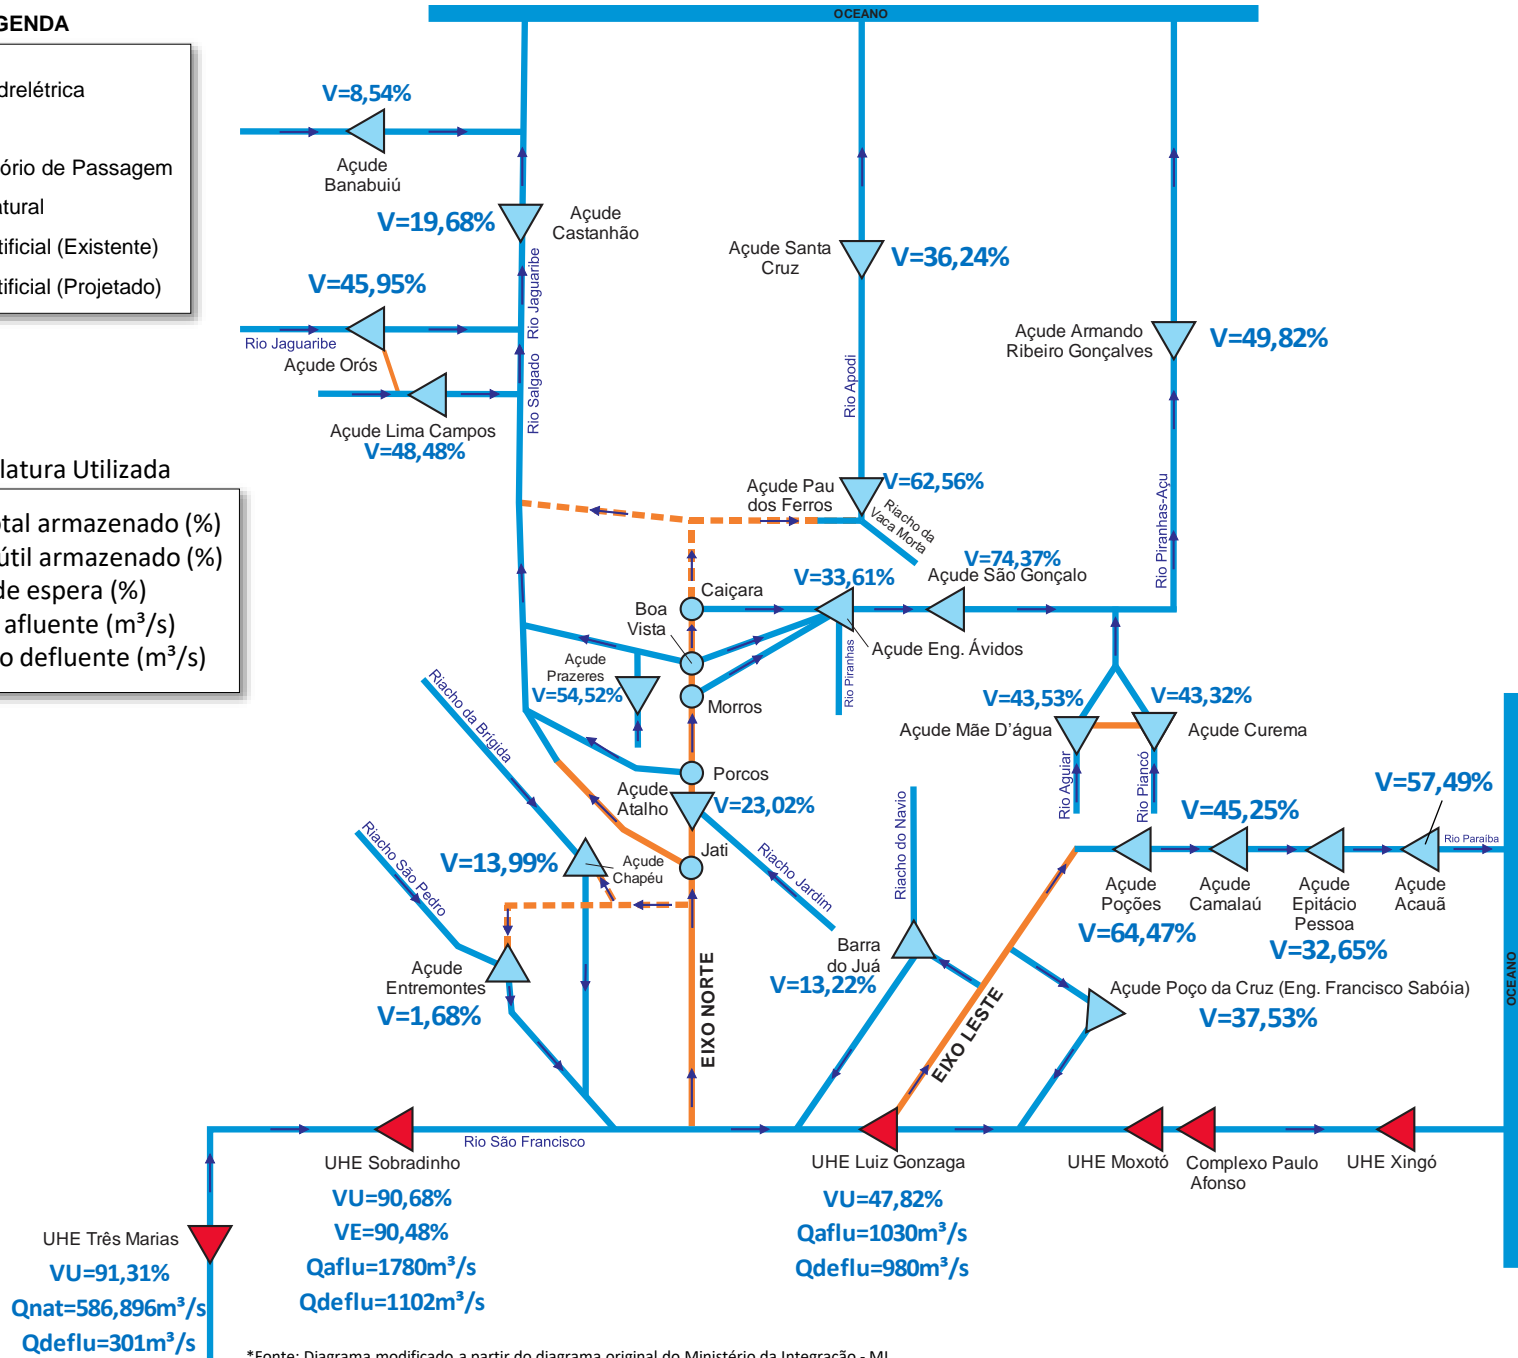 GENDA
drelétrica
ório de Passagem
atural
tificial (Existente)
tificial (Projetado)
latura Utilizada
otal armazenado (%)
útil armazenado (%)
de espera (%)
afluente (m³/s)
o defluente (m³/s)
OCEANO
V=8,54%
Açude
Banabuiú
V=19,68%
Açude
Castanhão
Rio Jaguaribe
V=45,95%
Rio Jaguaribe
Açude Orós
Rio Salgado
Açude Lima Campos
V=48,48%
Açude Santa
Cruz
V=36,24%
Rio Apodi
Açude Armando
Ribeiro Gonçalves
V=49,82%
Rio Piranhas-Açu
Açude Pau
dos Ferros
V=62,56%
Riacho da
Vaca Morta
V=74,37%
Açude São Gonçalo
V=33,61%
Açude Eng. Ávidos
Rio Piranhas
Caiçara
Boa
Vista
Morros
Porcos
Açude
Prazeres
V=54,52%
Açude
Atalho
V=23,02%
Jati
Riacho Jardim
Riacho da Brígida
V=13,99%
Açude
Chapéu
Riacho São Pedro
Açude
Entremontes
V=1,68%
EIXO NORTE
V=43,53%
V=43,32%
Açude Mãe D'água
Açude Curema
Rio Aguiar
Rio Piancó
V=57,49%
V=45,25%
Rio Paraíba
Açude
Poções
V=64,47%
Açude
Camalaú
Açude
Epitácio
Pessoa
V=32,65%
Açude
Acauã
Riacho do Navio
Barra
do Juá
V=13,22%
EIXO LESTE
Açude Poço da Cruz (Eng. Francisco Sabóia)
V=37,53%
OCEANO
Rio São Francisco
UHE Sobradinho
VU=90,68%
VE=90,48%
Qaflu=1780m³/s
Qdeflu=1102m³/s
UHE Luiz Gonzaga
VU=47,82%
Qaflu=1030m³/s
Qdeflu=980m³/s
UHE Moxotó
Complexo Paulo
Afonso
UHE Xingó
UHE Três Marias
VU=91,31%
Qnat=586,896m³/s
Qdeflu=301m³/s
*Fonte: Diagrama modificado a partir do diagrama original do Ministério da Integração - MI